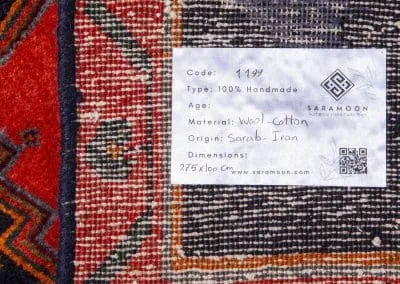 Code: 1199
Type: 100% Handmade
Age:
Material: Wool-Cotton
Origin: Sarab-Iran
Dimensions:
275x100 cm
www.saramoon.com
SARAMOON